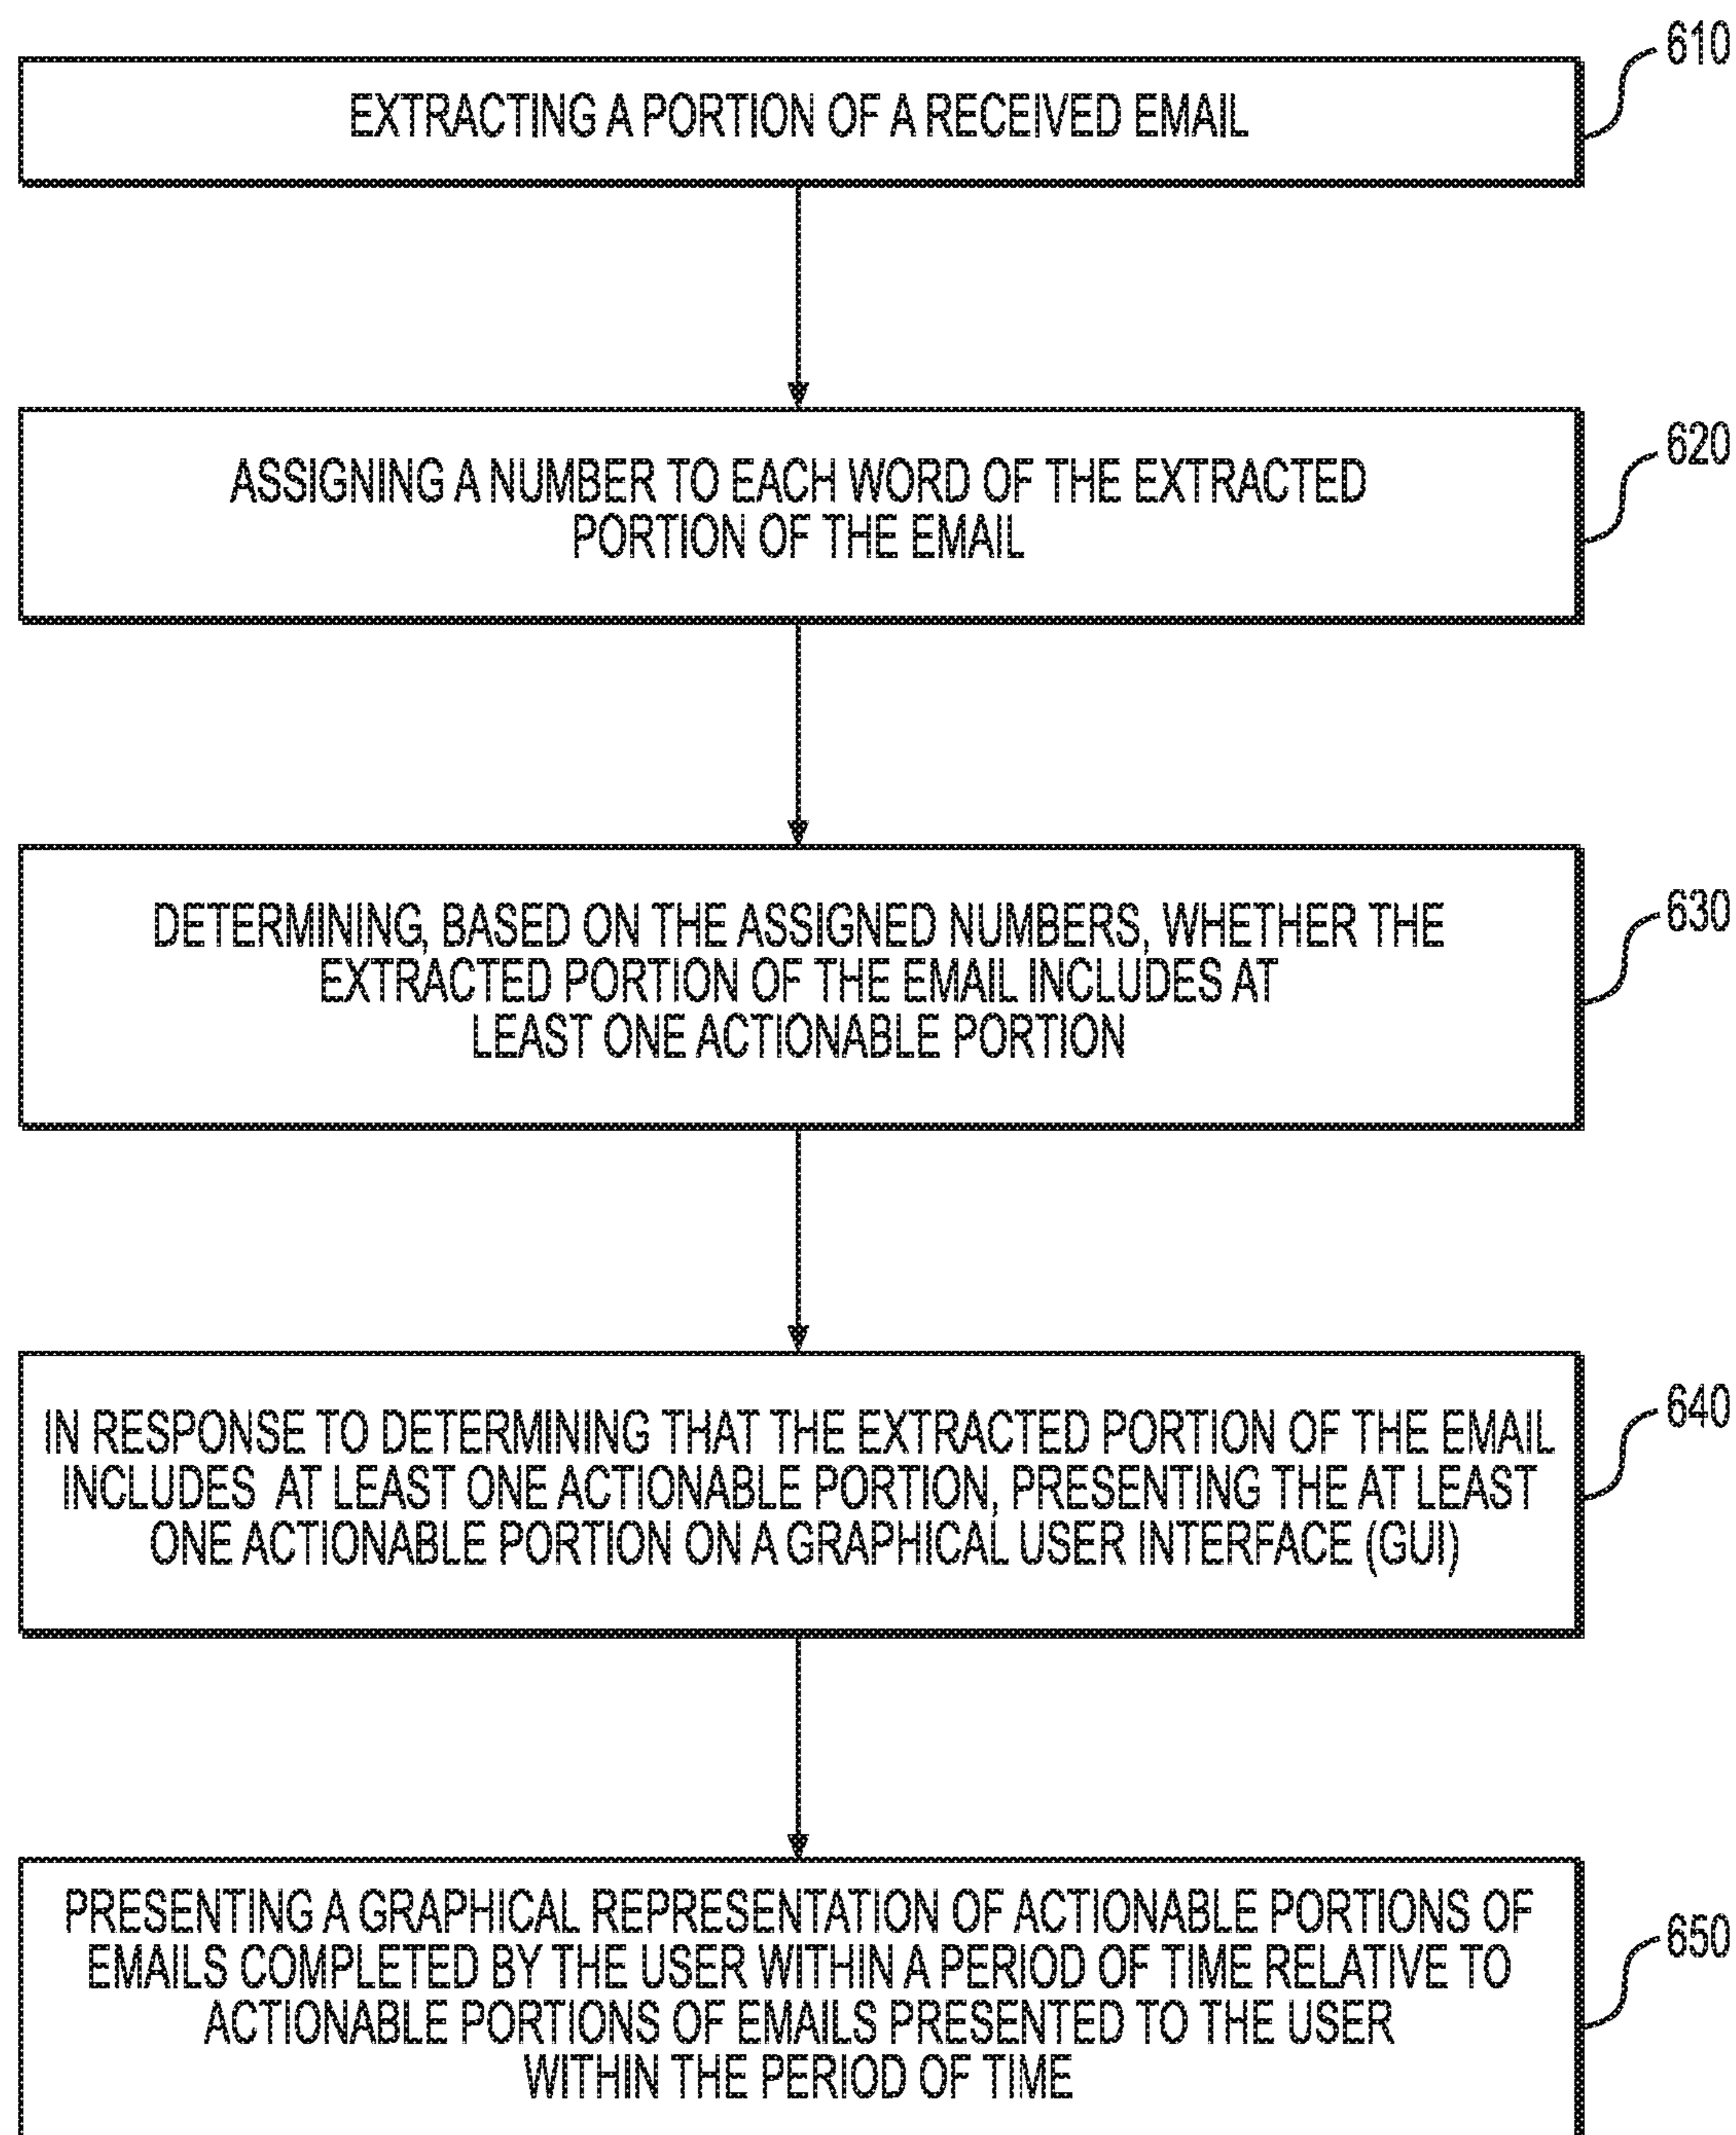 610
EXTRACTING A PORTION OF A RECEIVED EMAIL
620
ASSIGNING A NUMBER TO EACH WORD OF THE EXTRACTED
PORTION OF THE EMAIL
630
DETERMINING, BASED ON THE ASSIGNED NUMBERS, WHETHER THE
EXTRACTED PORTION OF THE EMAIL INCLUDES AT
LEAST ONE ACTIONABLE PORTION
640
IN RESPONSE TO DETERMINING THAT THE EXTRACTED PORTION OF THE EMAIL
INCLUDES AT LEAST ONE ACTIONABLE PORTION, PRESENTING THE AT LEAST
ONE ACTIONABLE PORTION ON A GRAPHICAL USER INTERFACE (GUI)
650
PRESENTING A GRAPHICAL REPRESENTATION OF ACTIONABLE PORTIONS OF
EMAILS COMPLETED BY THE USER WITHIN A PERIOD OF TIME RELATIVE TO
ACTIONABLE PORTIONS OF EMAILS PRESENTED TO THE USER
WITHIN THE PERIOD OF TIME